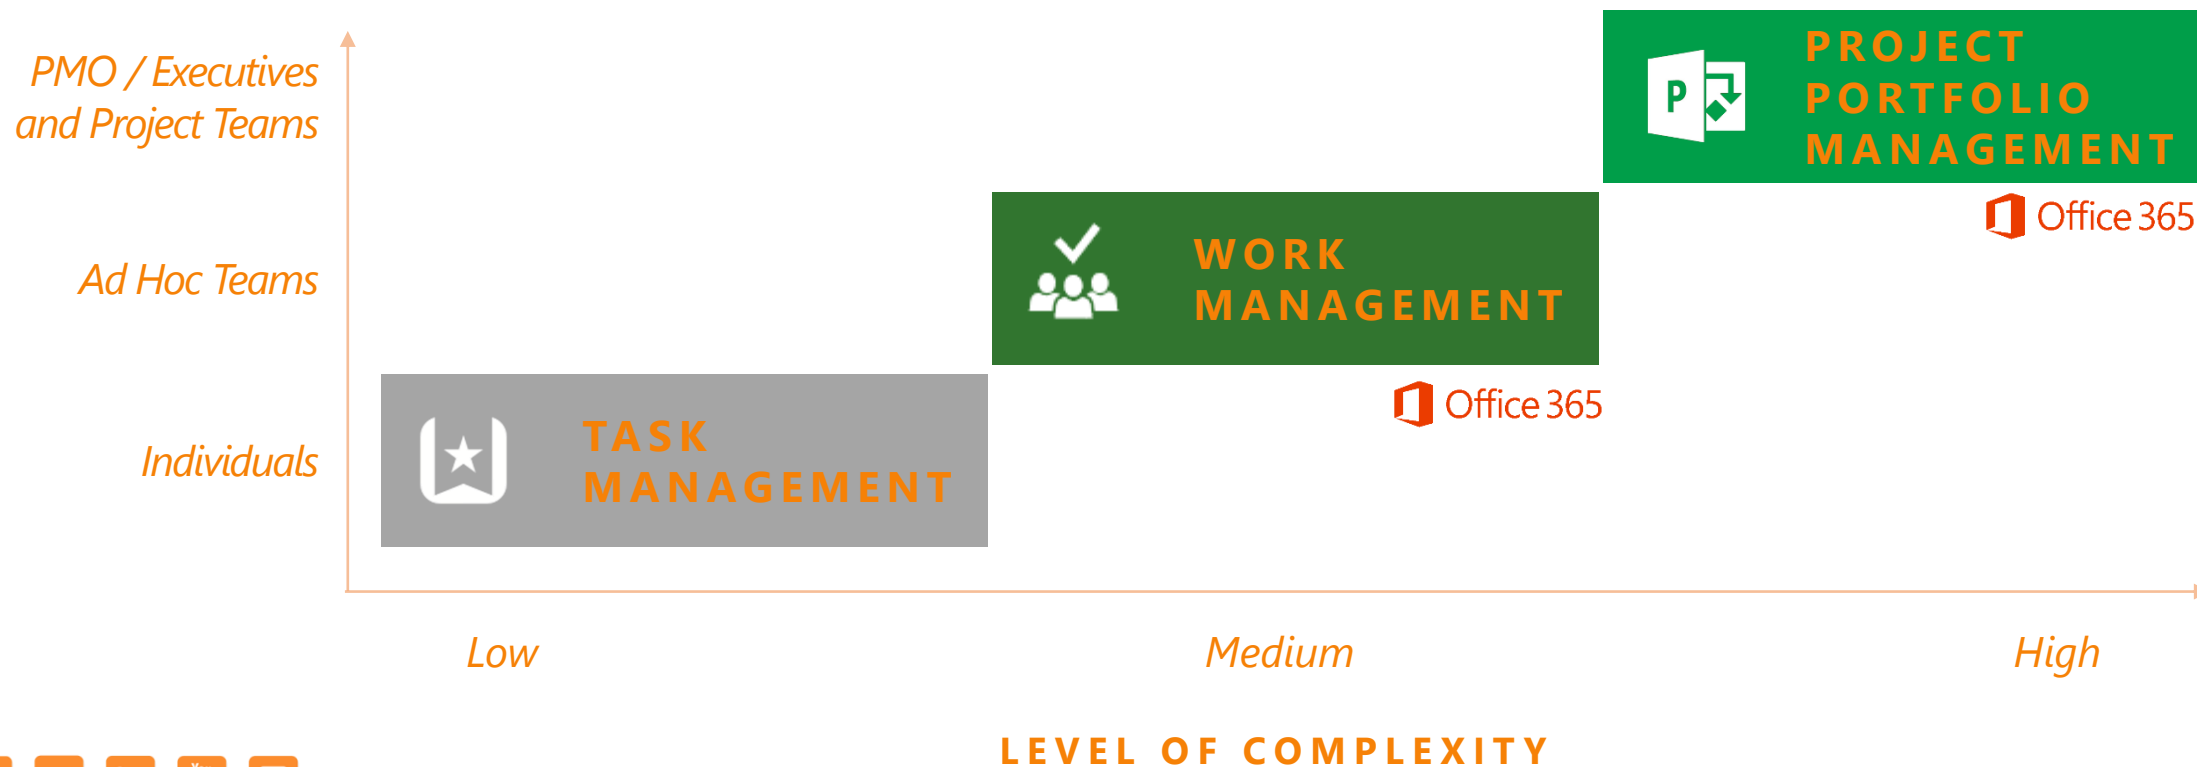 PMO / Executives
and Project Teams
Ad Hoc Teams
Individuals
P
PROJECT
PORTFOLIO
MANAGEMENT
Office 365
WORK
MANAGEMENT
Office 365
TASK
MANAGEMENT
Low
Medium
High
LEVEL OF COMPLEXITY